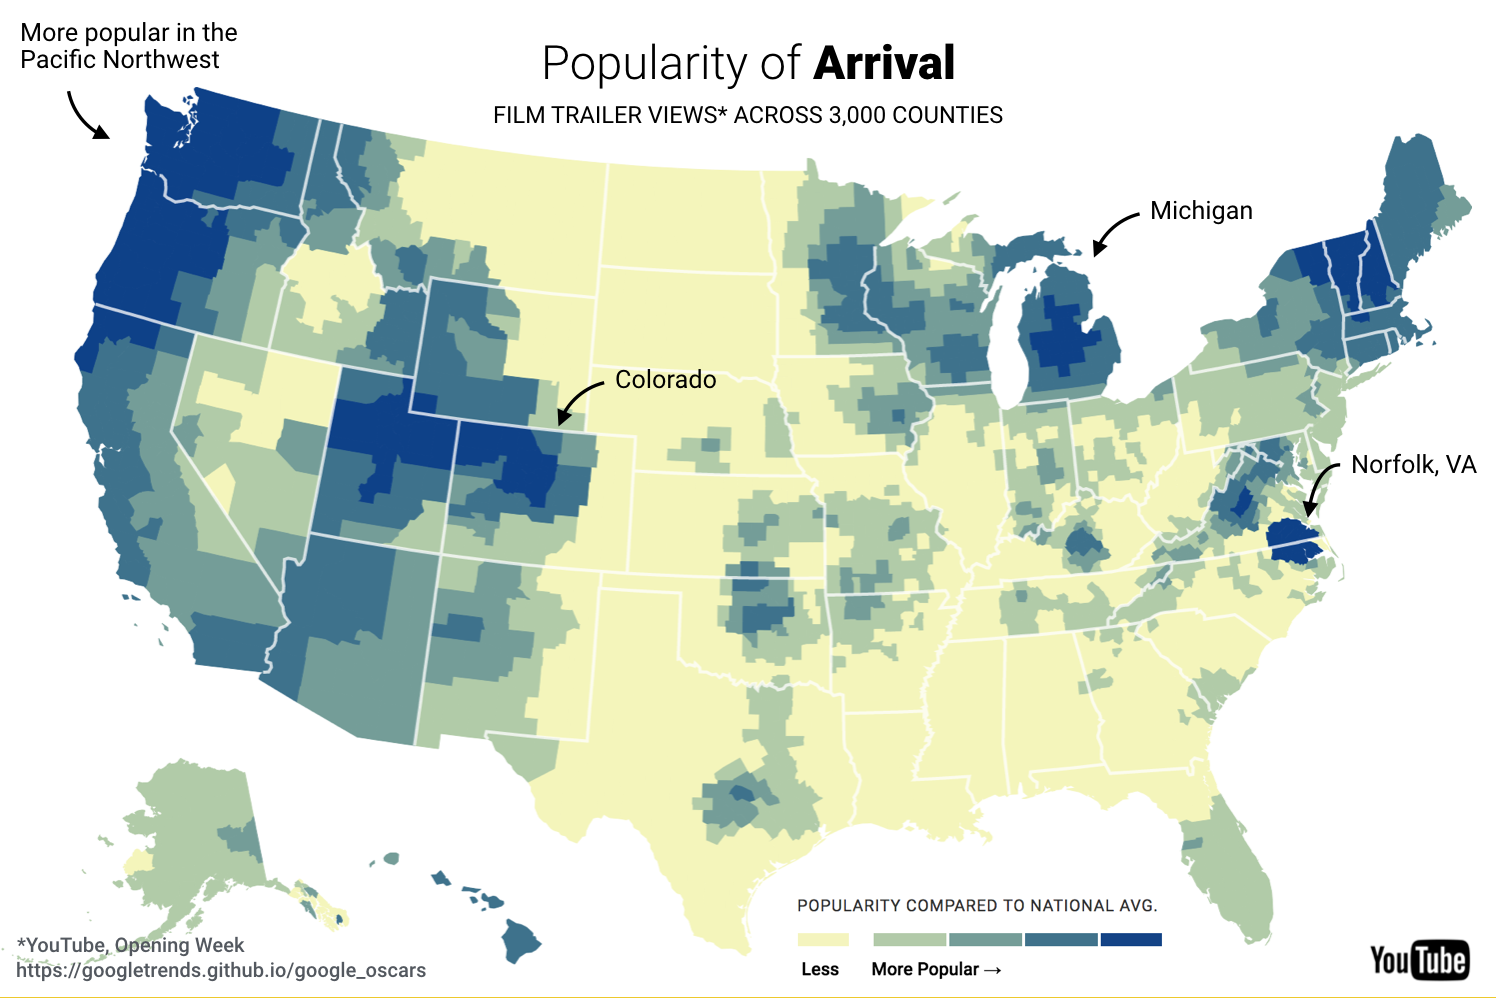 More popular in the
Pacific Northwest
Popularity of Arrival
FILM TRAILER VIEWS* ACROSS 3,000 COUNTIES
Michigan
Colorado
Norfolk, VA
POPULARITY COMPARED TO NATIONAL AVG.
Less
More Popular →
*YouTube, Opening Week
https://googletrends.github.io/google_oscars
YouTube